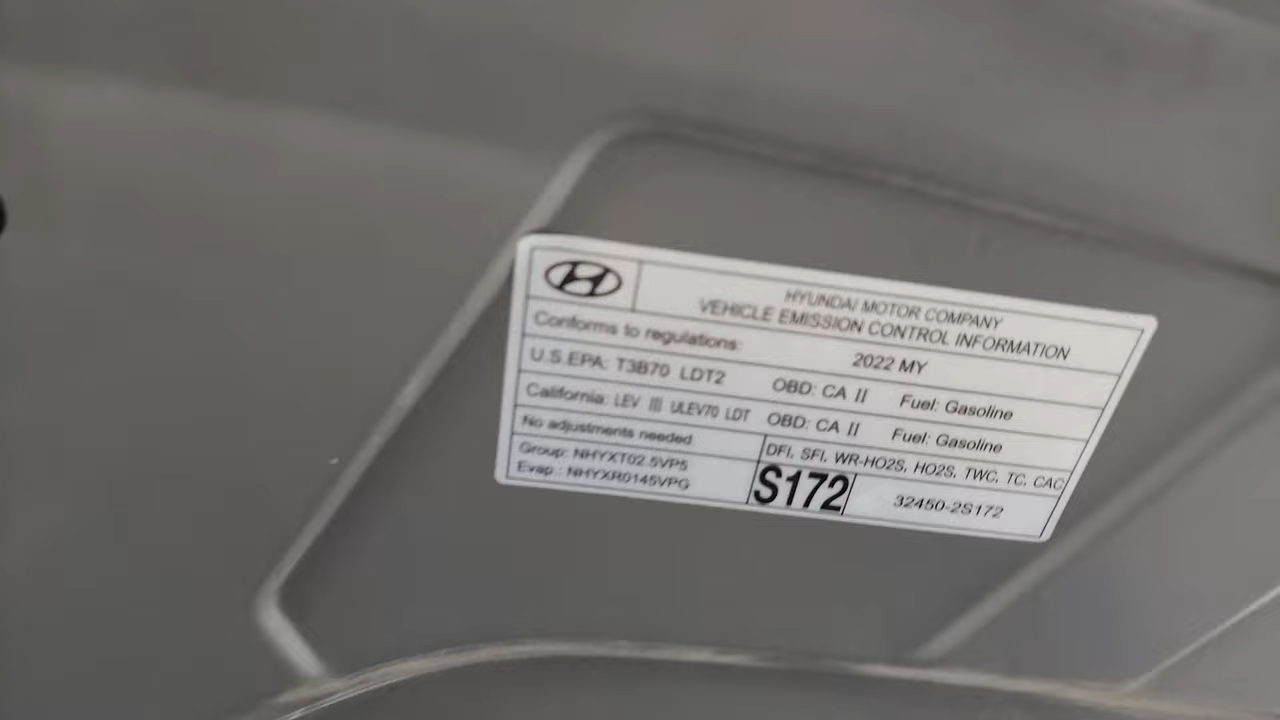 HYUNDAI MOTOR COMPANY
VEHICLE EMISSION CONTROL INFORMATION
Conforms to regulations: 2022 MY
U.S.EPA: T3B70 LDT2 OBD: CA II Fuel: Gasoline
California: LEV III ULEV70 LDT OBD: CA II Fuel: Gasoline
No adjustments needed
DFI, SFI, WR-HO2S, HO2S, TWC, TC, CAC
Group: NHYXT02.5VP5
Evap.: NHYXR0145VPG
S172
32450-2S172